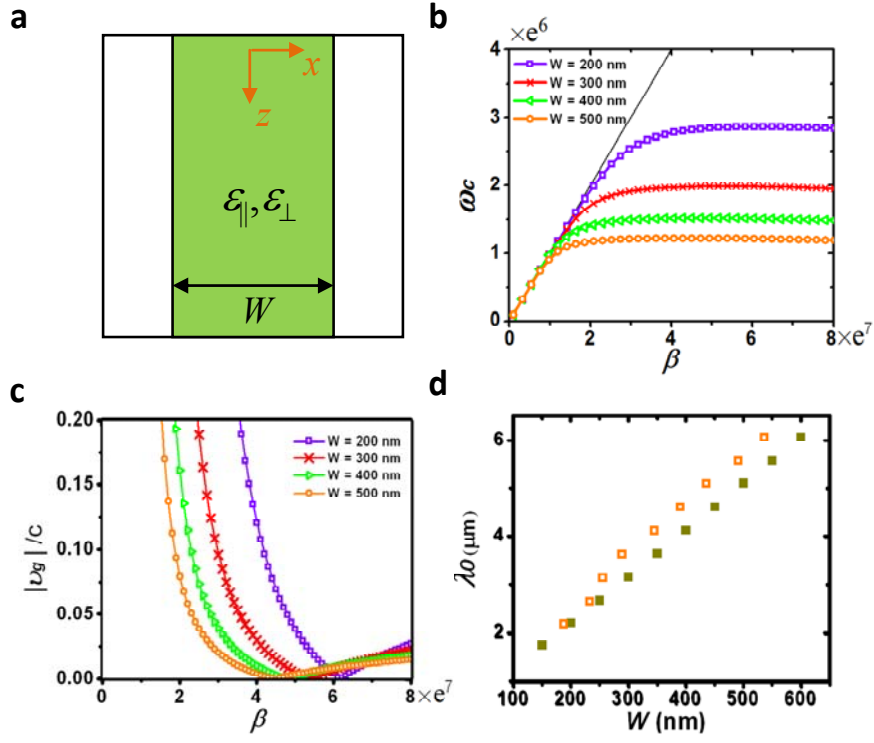 a
x
z
ε∥, ε⊥
W
b
×e⁶
4
3
2
1
0
ωc
W = 200 nm
W = 300 nm
W = 400 nm
W = 500 nm
0 2 4 6 8 ×e⁷
β
c
0.20
0.15
0.10
0.05
0.00
|υg| /c
W = 200 nm
W = 300 nm
W = 400 nm
W = 500 nm
0 2 4 6 8 ×e⁷
β
d
6
4
2
λ0 (μm)
100 200 300 400 500 600
W (nm)